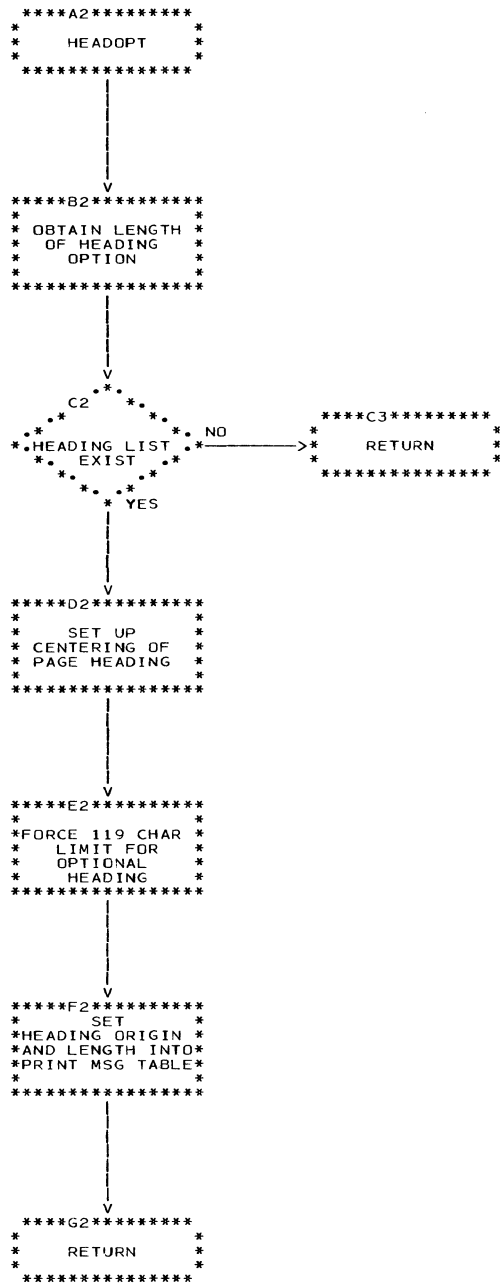 ****A2*********
HEADOPT
*****B2**********
OBTAIN LENGTH
OF HEADING
OPTION
C2
HEADING LIST
EXIST
NO
YES
****C3*********
RETURN
*****D2**********
SET UP
CENTERING OF
PAGE HEADING
*****E2**********
FORCE 119 CHAR
LIMIT FOR
OPTIONAL
HEADING
*****F2**********
SET
HEADING ORIGIN
AND LENGTH INTO
PRINT MSG TABLE
****G2*********
RETURN